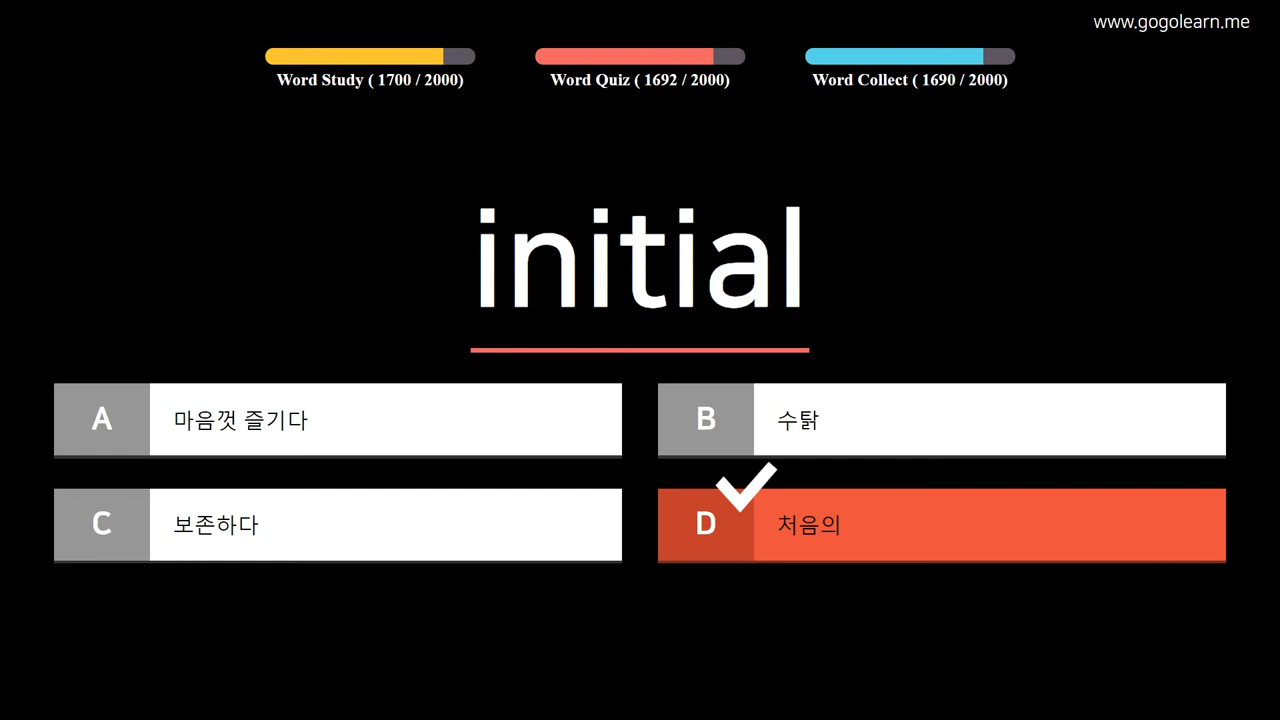 www.gogolearn.me
Word Study ( 1700 / 2000)
Word Quiz ( 1692 / 2000)
Word Collect ( 1690 / 2000)
initial
A 마음껏 즐기다
B 수탉
C 보존하다
D 처음의